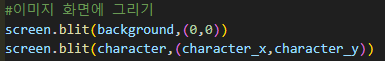 #이미지 화면에 그리기
screen.blit(background,(0,0))
screen.blit(character,(character_x,character_y))